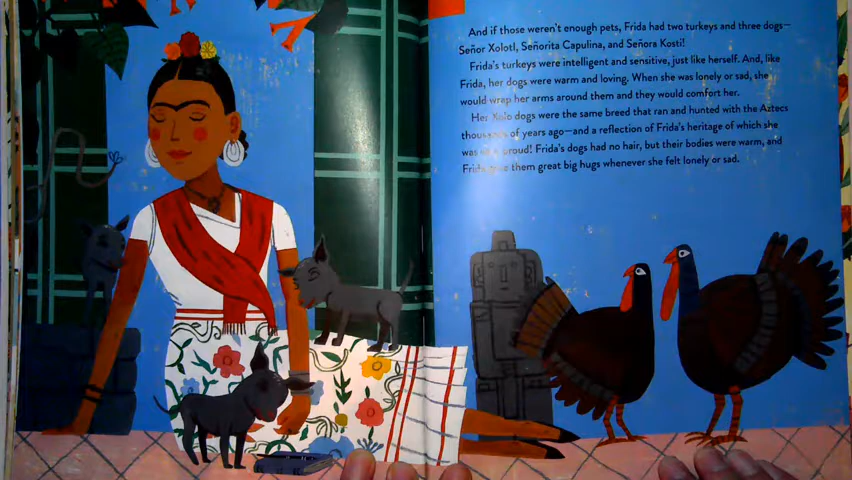 And if those weren't enough pets, Frida had two turkeys and three dogs—
Señor Xolotl, Señorita Capulina, and Señora Kosti!
Frida's turkeys were intelligent and sensitive, just like herself. And, like
Frida, her dogs were warm and loving. When she was lonely or sad, she
would wrap her arms around them and they would comfort her.
Her Xolo dogs were the same breed that ran and hunted with the Aztecs
thousands of years ago—and a reflection of Frida's heritage of which she
was proud! Frida's dogs had no hair, but their bodies were warm, and
Frida them great big hugs whenever she felt lonely or sad.